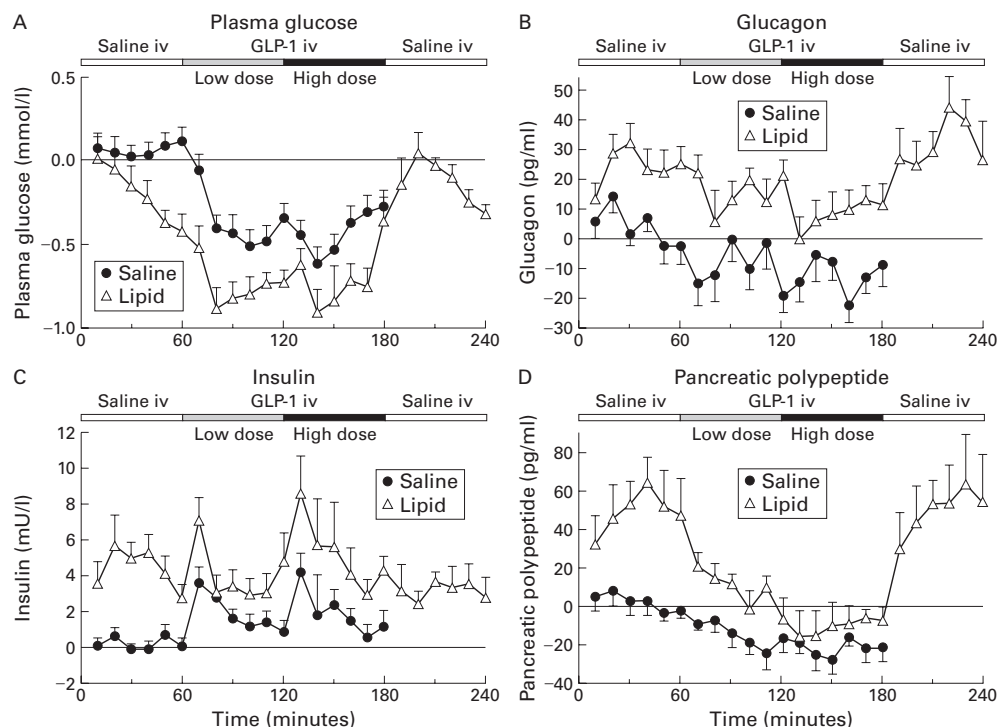 A
Plasma glucose
Saline iv
GLP-1 iv
Saline iv
Low dose
High dose
0.5
0.0
–0.5
–1.0
Plasma glucose (mmol/l)
Saline
Lipid
0
60
120
180
240
B
Glucagon
Saline iv
GLP-1 iv
Saline iv
Low dose
High dose
50
40
30
20
10
0
–10
–20
–30
Glucagon (pg/ml)
Saline
Lipid
0
60
120
180
240
C
Insulin
Saline iv
GLP-1 iv
Saline iv
Low dose
High dose
12
10
8
6
4
2
0
–2
Insulin (mU/l)
Saline
Lipid
0
60
120
180
240
Time (minutes)
D
Pancreatic polypeptide
Saline iv
GLP-1 iv
Saline iv
Low dose
High dose
80
60
40
20
0
–20
–40
Pancreatic polypeptide (pg/ml)
Saline
Lipid
0
60
120
180
240
Time (minutes)